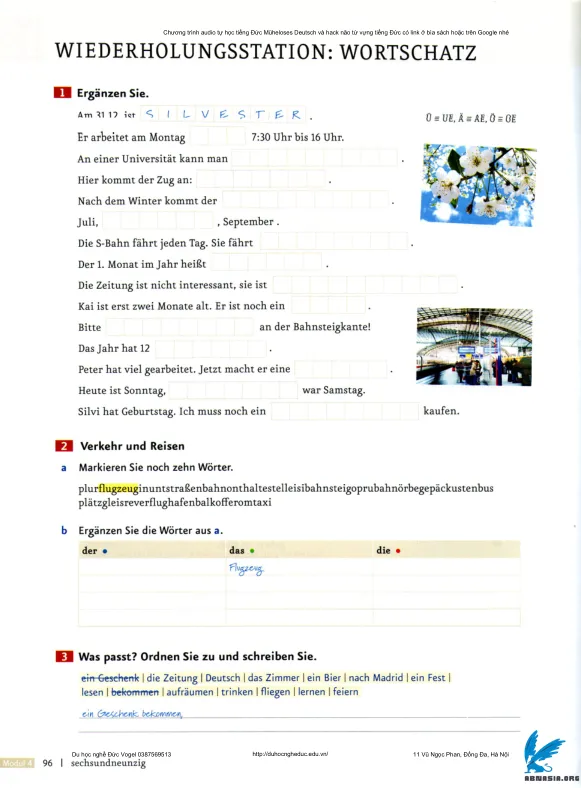 Chương trình audio tự học tiếng Đức Müheloses Deutsch và hack não từ vựng tiếng Đức có link ở bìa sách hoặc trên Google nhé
WIEDERHOLUNGSSTATION: WORTSCHATZ
1 Ergänzen Sie.
Am 31.12. ist S I L V E S T E R .
Ü = UE, Ä = AE, Ö = OE
Er arbeitet am Montag 7:30 Uhr bis 16 Uhr.
An einer Universität kann man .
Hier kommt der Zug an: .
Nach dem Winter kommt der .
Juli, , September .
Die S-Bahn fährt jeden Tag. Sie fährt .
Der 1. Monat im Jahr heißt .
Die Zeitung ist nicht interessant, sie ist .
Kai ist erst zwei Monate alt. Er ist noch ein .
Bitte an der Bahnsteigkante!
Das Jahr hat 12 .
Peter hat viel gearbeitet. Jetzt macht er eine .
Heute ist Sonntag, war Samstag.
Silvi hat Geburtstag. Ich muss noch ein kaufen.
2 Verkehr und Reisen
a Markieren Sie noch zehn Wörter.
plurflugzeuginuntstraßenbahnonthaltestelleisibahnsteigoprubahnörbegepäckustenbus
plätzgleisreverflughafenbalkofferomtaxi
b Ergänzen Sie die Wörter aus a.
der • das • die •
Flugzeug
3 Was passt? Ordnen Sie zu und schreiben Sie.
ein Geschenk | die Zeitung | Deutsch | das Zimmer | ein Bier | nach Madrid | ein Fest |
lesen | bekommen | aufräumen | trinken | fliegen | lernen | feiern
ein Geschenk bekommen,
Du học nghề Đức Vogel 0387569513 http://duhocngheduc.edu.vn/ 11 Vũ Ngọc Phan, Đống Đa, Hà Nội
Modul 4 96 | sechsundneunzig
ABMASIA.ORG